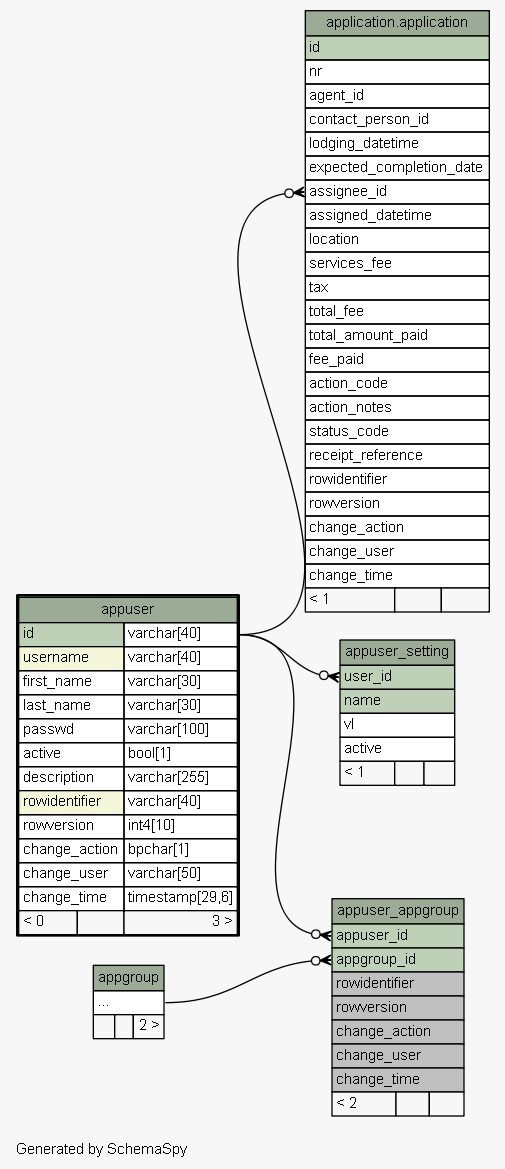 application.application
id
nr
agent_id
contact_person_id
lodging_datetime
expected_completion_date
assignee_id
assigned_datetime
location
services_fee
tax
total_fee
total_amount_paid
fee_paid
action_code
action_notes
status_code
receipt_reference
rowidentifier
rowversion
change_action
change_user
change_time
< 1
appuser
id varchar[40]
username varchar[40]
first_name varchar[30]
last_name varchar[30]
passwd varchar[100]
active bool[1]
description varchar[255]
rowidentifier varchar[40]
rowversion int4[10]
change_action bpchar[1]
change_user varchar[50]
change_time timestamp[29,6]
< 0 3 >
appuser_setting
user_id
name
vl
active
< 1
appuser_appgroup
appuser_id
appgroup_id
rowidentifier
rowversion
change_action
change_user
change_time
< 2
appgroup
...
2 >
Generated by SchemaSpy